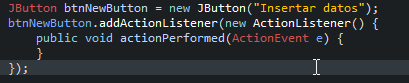 JButton btnNewButton = new JButton("Insertar datos");
btnNewButton.addActionListener(new ActionListener() {
    public void actionPerformed(ActionEvent e) {
    }
});